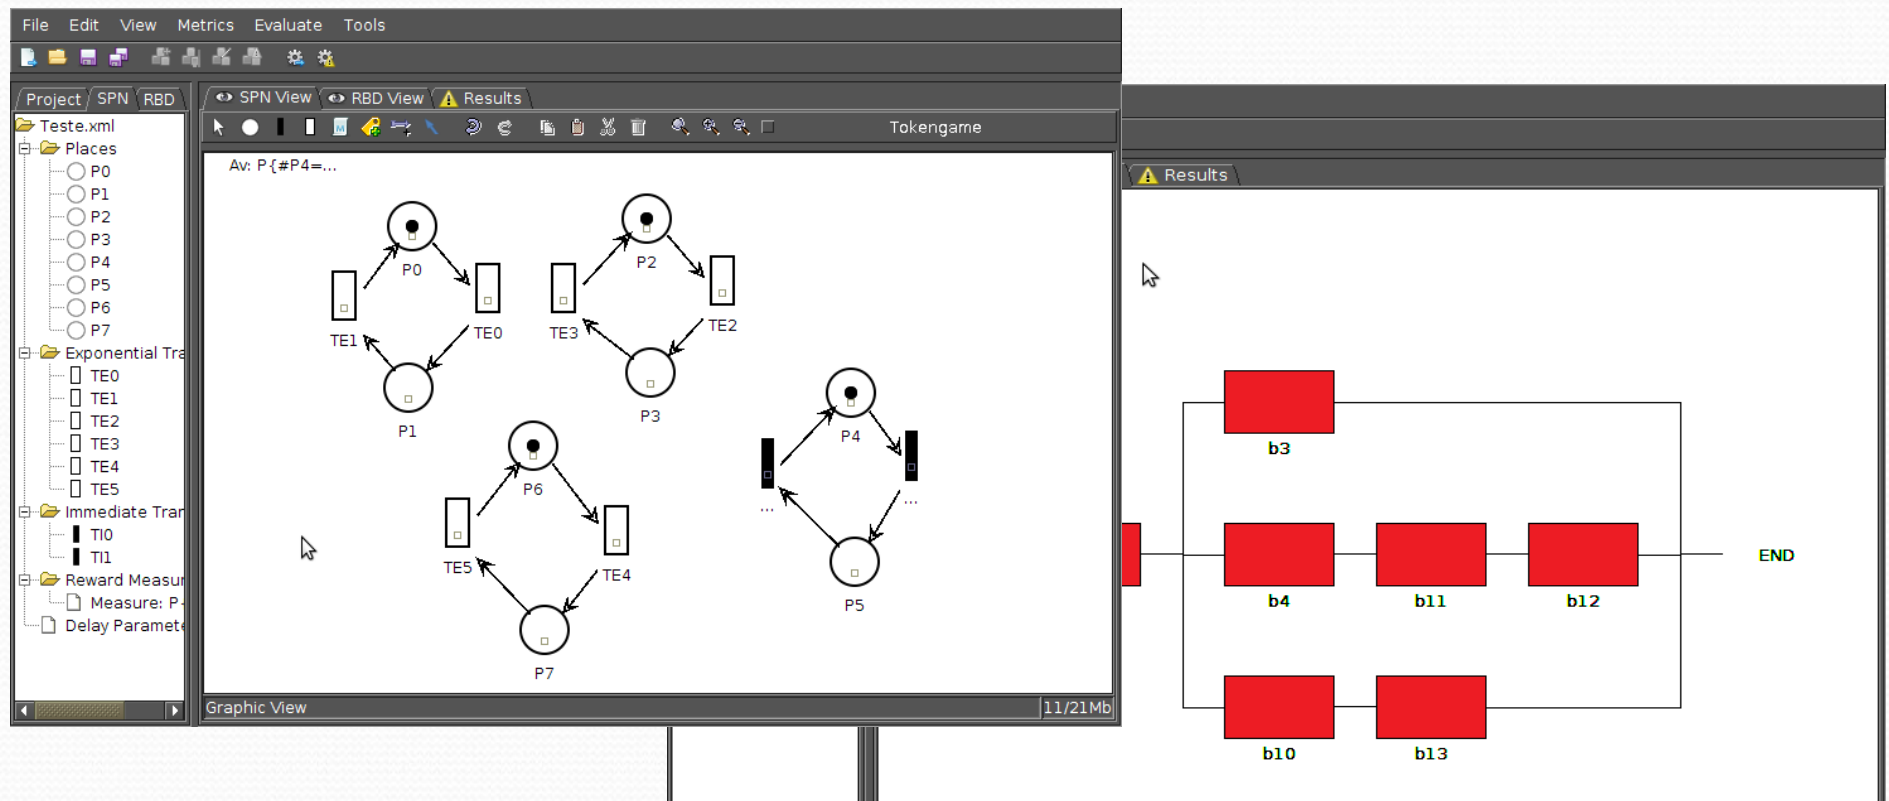 File Edit View Metrics Evaluate Tools
Project SPN RBD
SPN View RBD View Results
Tokengame
Teste.xml
Places
P0
P1
P2
P3
P4
P5
P6
P7
Exponential Tra
TE0
TE1
TE2
TE3
TE4
TE5
Immediate Trar
TI0
TI1
Reward Measur
Measure: P
Delay Paramete
Av: P{#P4=...
P0
TE1
TE0
P1
P2
TE3
TE2
P3
P6
TE5
TE4
P7
P4
...
...
P5
Graphic View
11/21Mb
Results
b3
b4 b11 b12
END
b10 b13